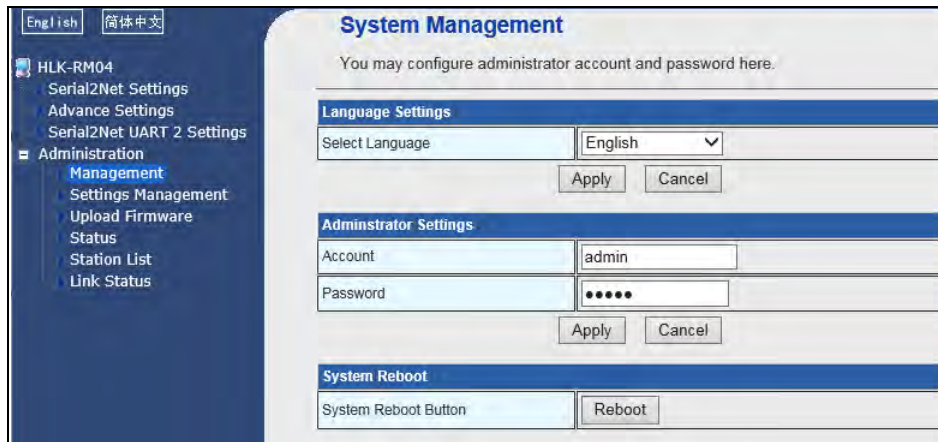 English 简体中文
HLK-RM04
Serial2Net Settings
Advance Settings
Serial2Net UART 2 Settings
Administration
Management
Settings Management
Upload Firmware
Status
Station List
Link Status
System Management
You may configure administrator account and password here.
Language Settings
Select Language English
Apply Cancel
Adminstrator Settings
Account admin
Password •••••
Apply Cancel
System Reboot
System Reboot Button Reboot